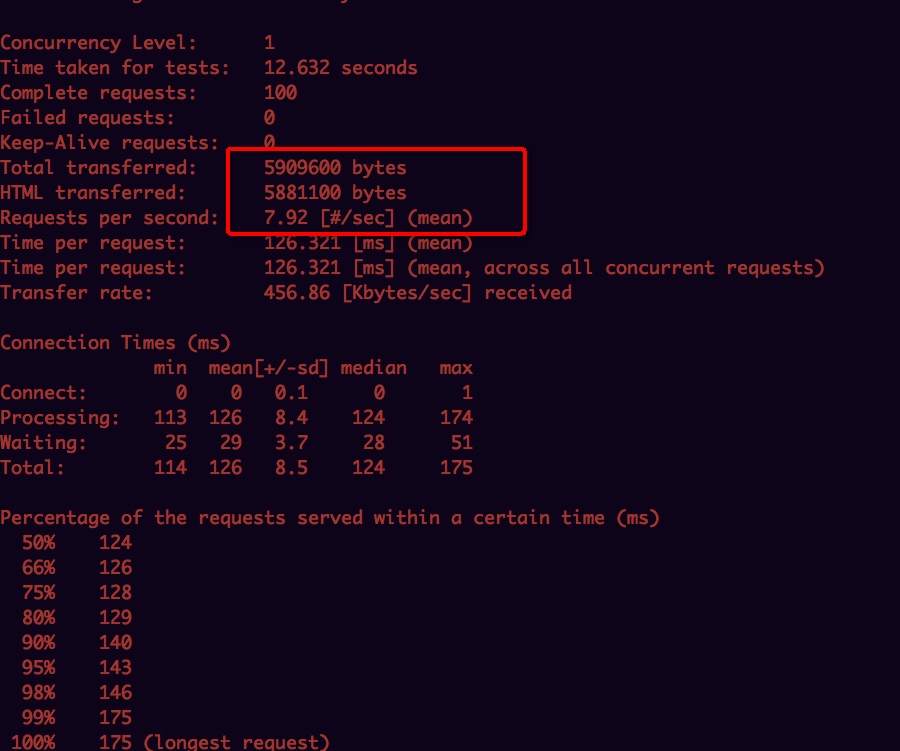 Concurrency Level: 1
Time taken for tests: 12.632 seconds
Complete requests: 100
Failed requests: 0
Keep-Alive requests: 0
Total transferred: 5909600 bytes
HTML transferred: 5881100 bytes
Requests per second: 7.92 [#/sec] (mean)
Time per request: 126.321 [ms] (mean)
Time per request: 126.321 [ms] (mean, across all concurrent requests)
Transfer rate: 456.86 [Kbytes/sec] received
Connection Times (ms)
min mean[+/-sd] median max
Connect: 0 0 0.1 0 1
Processing: 113 126 8.4 124 174
Waiting: 25 29 3.7 28 51
Total: 114 126 8.5 124 175
Percentage of the requests served within a certain time (ms)
50% 124
66% 126
75% 128
80% 129
90% 140
95% 143
98% 146
99% 175
100% 175 (longest request)